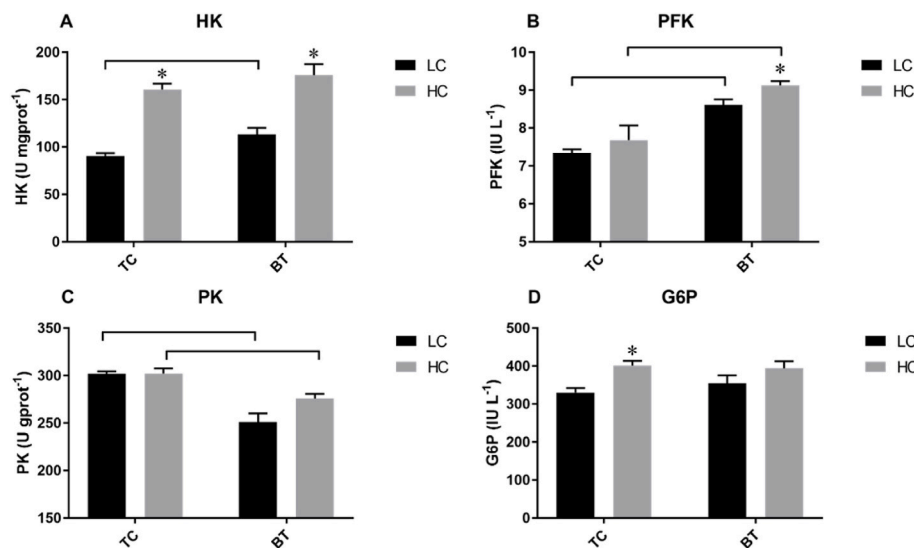 A
HK
HK (U mgprot-1)
200
150
100
50
0
*
*
TC
BT
LC
HC
B
PFK
PFK (IU L-1)
10
9
8
7
6
5
*
TC
BT
LC
HC
C
PK
PK (U gprot-1)
350
300
250
200
150
TC
BT
LC
HC
D
G6P
G6P (IU L-1)
500
400
300
200
100
0
*
TC
BT
LC
HC